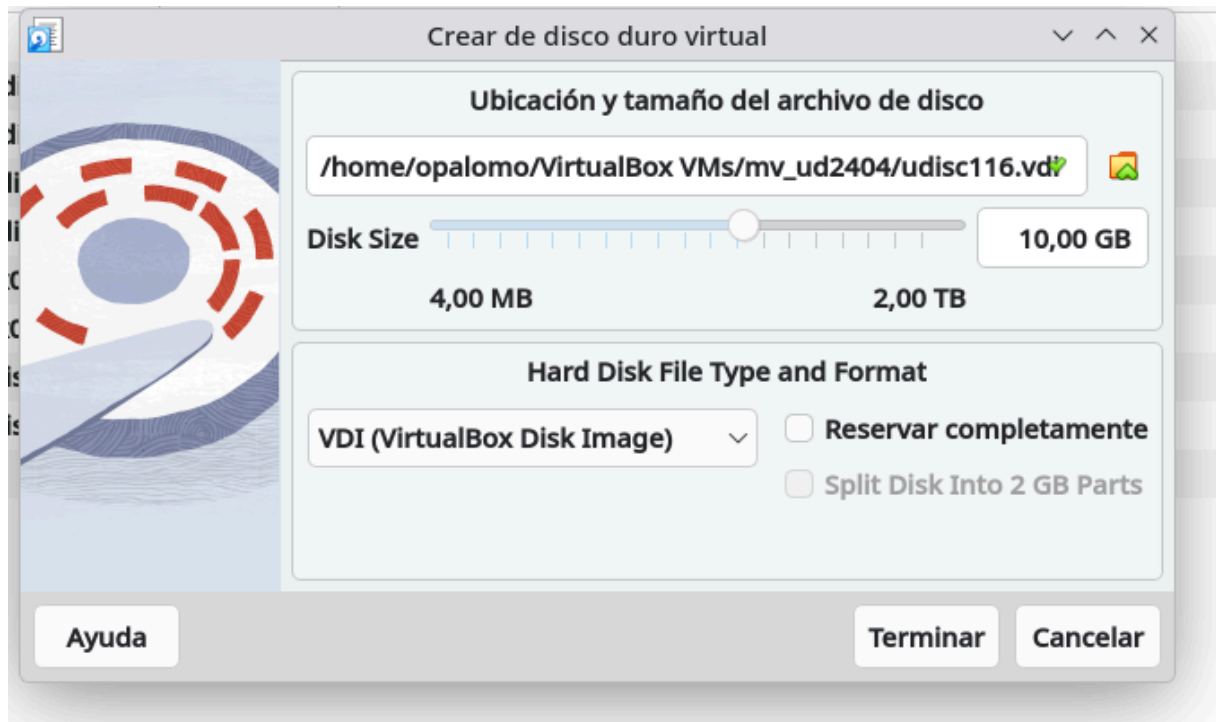 Crear de disco duro virtual
Ubicación y tamaño del archivo de disco
/home/opalomo/VirtualBox VMs/mv_ud2404/udisc116.vdi
Disk Size
10,00 GB
4,00 MB
2,00 TB
Hard Disk File Type and Format
VDI (VirtualBox Disk Image)
Reservar completamente
Split Disk Into 2 GB Parts
Ayuda
Terminar
Cancelar